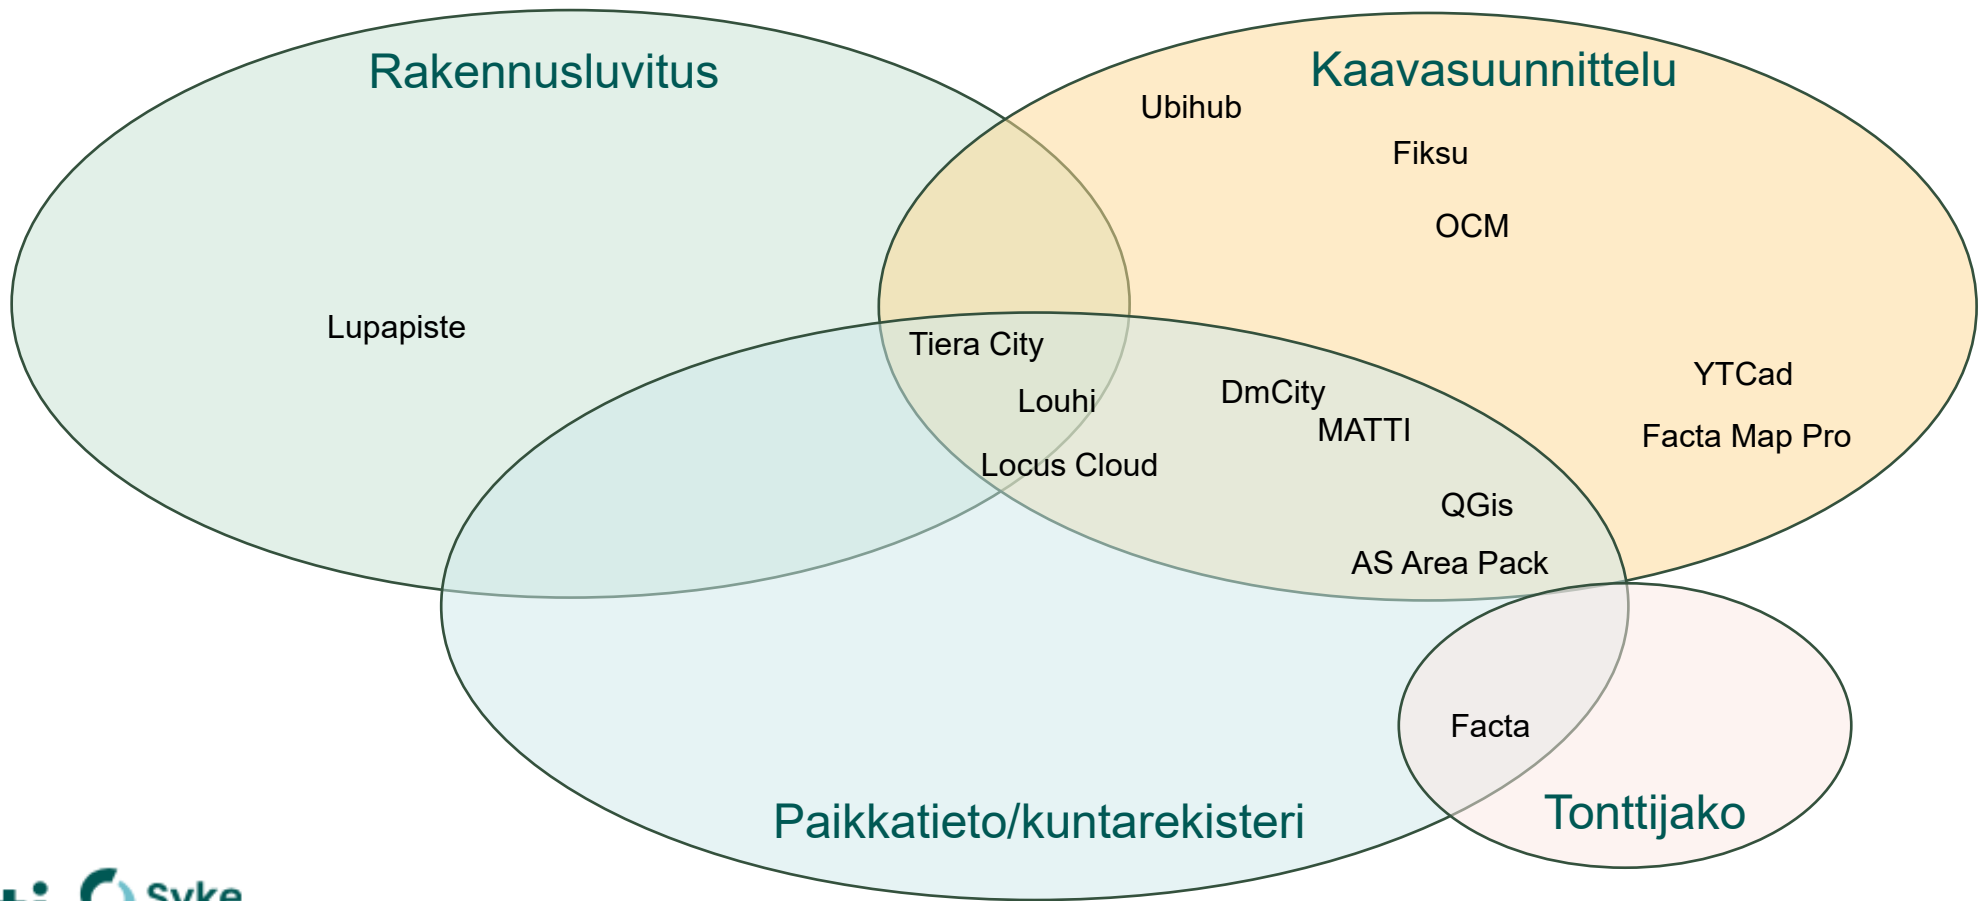 Rakennusluvitus
Kaavasuunnittelu
Ubihub
Fiksu
OCM
Lupapiste
Tiera City
Louhi
Locus Cloud
DmCity
MATTI
YTCad
Facta Map Pro
QGis
AS Area Pack
Facta
Paikkatieto/kuntarekisteri
Tonttijako
Syke